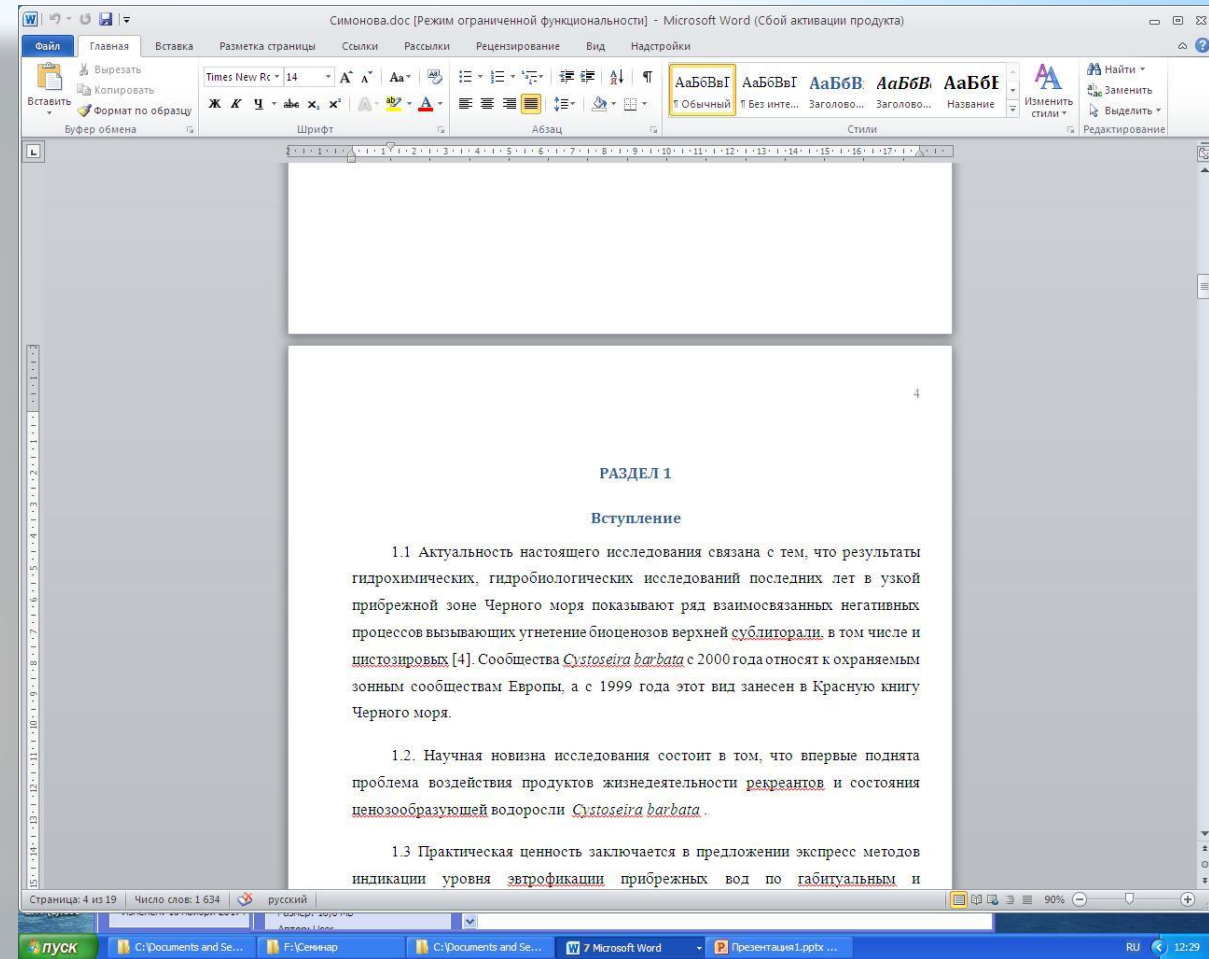 Симонова.doc [Режим ограниченной функциональности] - Microsoft Word (Сбой активации продукта)
Файл Главная Вставка Разметка страницы Ссылки Рассылки Рецензирование Вид Надстройки
Вставить
Вырезать
Копировать
Формат по образцу
Буфер обмена
Times New Rc 14
Ж К Ч abc x₂ x²
Шрифт
Абзац
АаБбВвГ АаБбВвГ АаБбВ АаБбВ АаБбЕ
¶ Обычный ¶ Без инте... Заголово... Заголово... Название
Изменить стили
Стили
Найти
Заменить
Выделить
Редактирование
4
РАЗДЕЛ 1
Вступление
1.1 Актуальность настоящего исследования связана с тем, что результаты
гидрохимических, гидробиологических исследований последних лет в узкой
прибрежной зоне Черного моря показывают ряд взаимосвязанных негативных
процессов вызывающих угнетение биоценозов верхней сублиторали, в том числе и
цистозировых [4]. Сообщества Cystoseira barbata с 2000 года относят к охраняемым
зонным сообществам Европы, а с 1999 года этот вид занесен в Красную книгу
Черного моря.
1.2. Научная новизна исследования состоит в том, что впервые поднята
проблема воздействия продуктов жизнедеятельности рекреантов и состояния
ценозообразующей водоросли Cystoseira barbata .
1.3 Практическая ценность заключается в предложении экспресс методов
индикации уровня эвтрофикации прибрежных вод по габитуальным и
Страница: 4 из 19 Число слов: 1 634 русский 90%
пуск C:\Documents and Se... F:\Семинар C:\Documents and Se... 7 Microsoft Word Презентация1.pptx ... RU 12:29